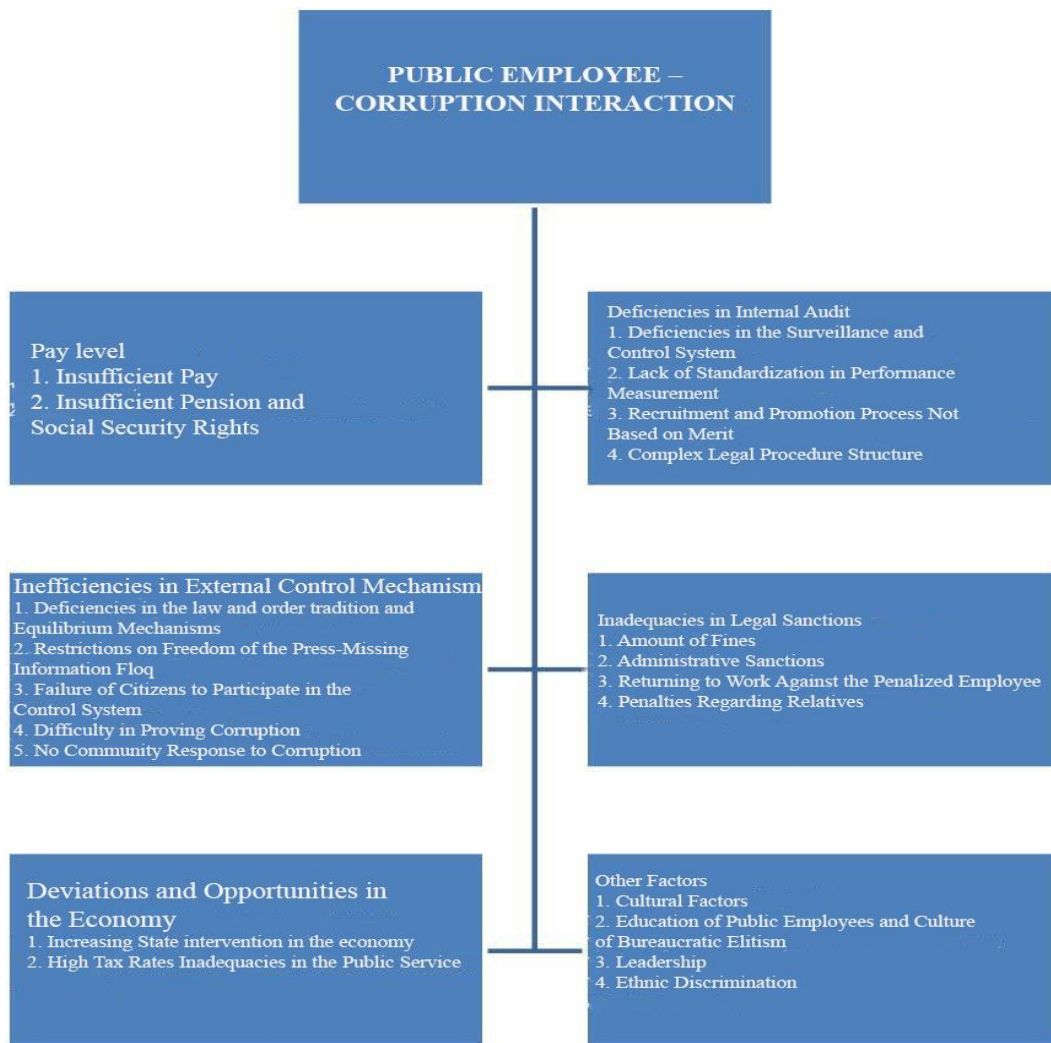 PUBLIC EMPLOYEE –
CORRUPTION INTERACTION
Pay level
1. Insufficient Pay
2. Insufficient Pension and
Social Security Rights
Deficiencies in Internal Audit
1. Deficiencies in the Surveillance and
Control System
2. Lack of Standardization in Performance
Measurement
3. Recruitment and Promotion Process Not
Based on Merit
4. Complex Legal Procedure Structure
Inefficiencies in External Control Mechanism
1. Deficiencies in the law and order tradition and
Equilibrium Mechanisms
2. Restrictions on Freedom of the Press-Missing
Information Floq
3. Failure of Citizens to Participate in the
Control System
4. Difficulty in Proving Corruption
5. No Community Response to Corruption
Inadequacies in Legal Sanctions
1. Amount of Fines
2. Administrative Sanctions
3. Returning to Work Against the Penalized Employee
4. Penalties Regarding Relatives
Deviations and Opportunities in
the Economy
1. Increasing State intervention in the economy
2. High Tax Rates Inadequacies in the Public Service
Other Factors
1. Cultural Factors
2. Education of Public Employees and Culture
of Bureaucratic Elitism
3. Leadership
4. Ethnic Discrimination